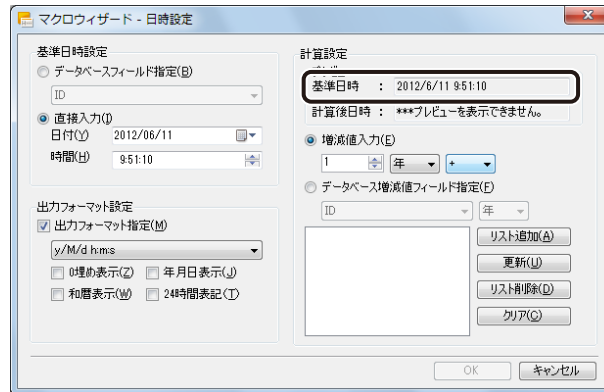 マクロウィザード - 日時設定
基準日時設定
データベースフィールド指定(B)
ID
直接入力(I)
日付(Y) 2012/06/11
時間(H) 9:51:10
出力フォーマット設定
出力フォーマット指定(M)
y/M/d h:m:s
0埋め表示(Z) 年月日表示(J)
和暦表示(W) 24時間表記(T)
計算設定
基準日時 : 2012/6/11 9:51:10
計算後日時 : ***プレビューを表示できません。
増減値入力(E)
1 年 +
データベース増減値フィールド指定(F)
ID 年
リスト追加(A)
更新(U)
リスト削除(D)
クリア(C)
OK キャンセル